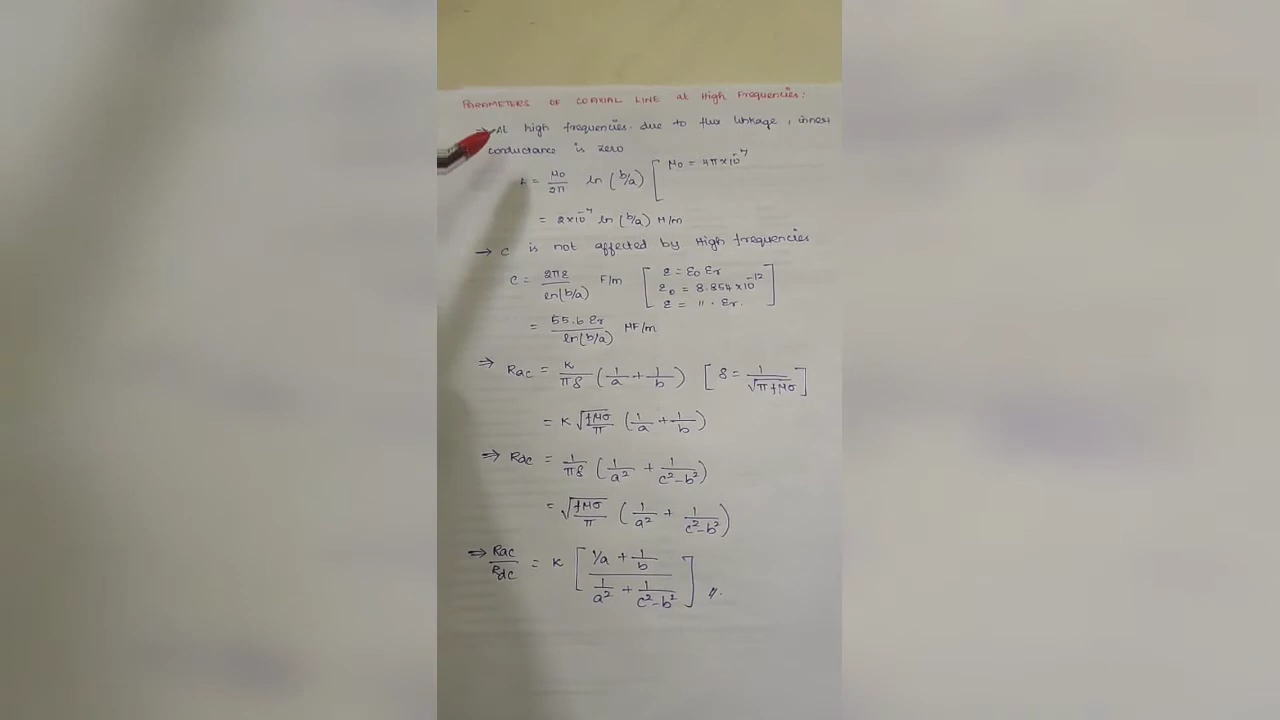 PARAMETERS OF COAXIAL LINE at High Frequencies:
→ At high frequencies. due to flux linkage, inner
conductance is zero
L = μ0/2π ln (b/a) [ μ0 = 4π×10⁻⁷
= 2×10⁻⁷ ln (b/a) H/m
→ C is not affected by High frequencies
C = 2πε/ln(b/a) F/m [ ε = ε0 εr
ε0 = 8.854×10⁻¹²
ε = " · εr. ]
= 55.6 εr/ln(b/a) MF/m
⇒ Rac = K/πδ (1/a + 1/b) [ δ = 1/√πfμσ ]
= K √fμσ/π (1/a + 1/b)
⇒ Rdc = 1/πδ (1/a² + 1/c²-b²)
= √fμσ/π (1/a² + 1/c²-b²)
⇒ Rac/Rdc = K [ 1/a + 1/b / 1/a² + 1/c²-b² ] //.